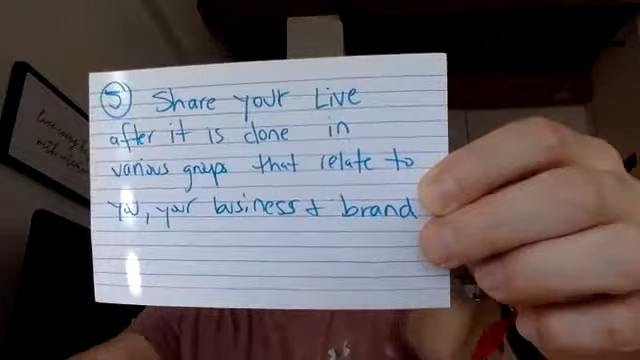 5 Share your Live
after it is done in
various groups that relate to
you, your business & brand